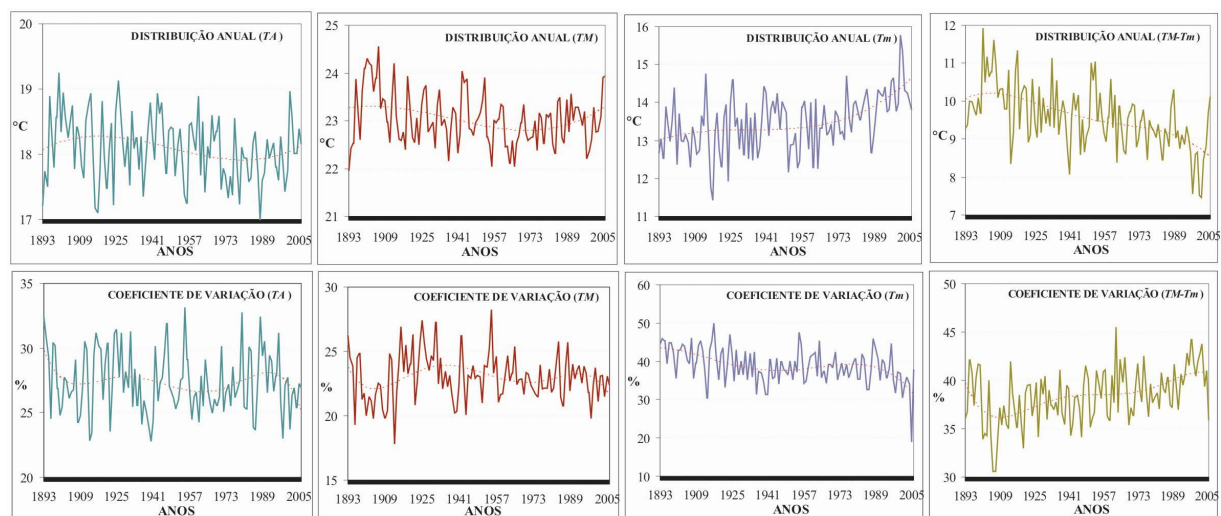 DISTRIBUIÇÃO ANUAL (TA)
20
19
18
17
°C
1893 1909 1925 1941 1957 1973 1989 2005
ANOS
DISTRIBUIÇÃO ANUAL (TM)
25
24
23
22
21
°C
1893 1909 1925 1941 1957 1973 1989 2005
ANOS
DISTRIBUIÇÃO ANUAL (Tm)
16
15
14
13
12
11
°C
1893 1909 1925 1941 1957 1973 1989 2005
ANOS
DISTRIBUIÇÃO ANUAL (TM-Tm)
12
11
10
9
8
7
°C
1893 1909 1925 1941 1957 1973 1989 2005
ANOS
COEFICIENTE DE VARIAÇÃO (TA)
35
30
25
20
%
1893 1909 1925 1941 1957 1973 1989 2005
ANOS
COEFICIENTE DE VARIAÇÃO (TM)
30
25
20
15
%
1893 1909 1925 1941 1957 1973 1989 2005
ANOS
COEFICIENTE DE VARIAÇÃO (Tm)
60
50
40
30
20
10
%
1893 1909 1925 1941 1957 1973 1989 2005
ANOS
COEFICIENTE DE VARIAÇÃO (TM-Tm)
50
45
40
35
30
%
1893 1909 1925 1941 1957 1973 1989 2005
ANOS